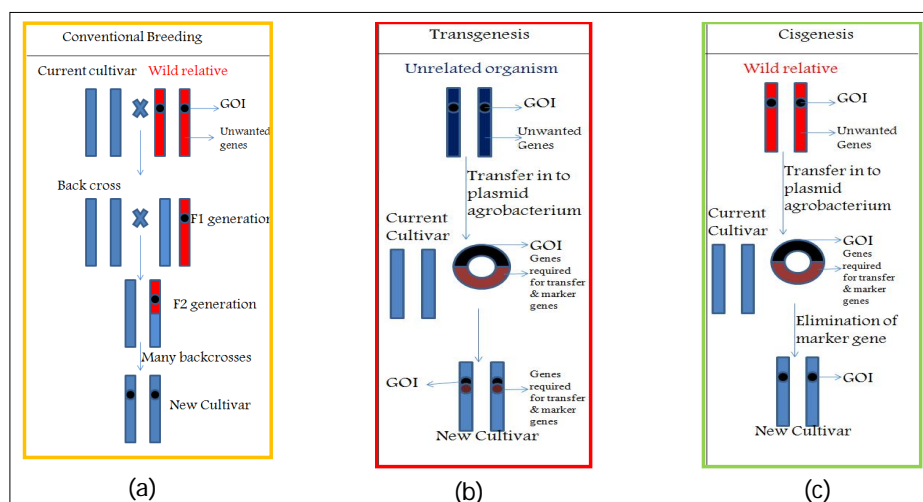 Conventional Breeding
Current cultivar Wild relative
GOI
Unwanted
genes
Back cross
F1 generation
F2 generation
Many backcrosses
New Cultivar
(a)
Transgenesis
Unrelated organism
GOI
Unwanted
Genes
Transfer in to
plasmid
agrobacterium
Current
Cultivar
GOI
Genes
required
for transfer
& marker
genes
GOI
Genes
required
for transfer
& marker
genes
New Cultivar
(b)
Cisgenesis
Wild relative
GOI
Unwanted
Genes
Transfer in to
plasmid
agrobacterium
Current
Cultivar
GOI
Genes
required
for transfer
& marker
genes
Elimination of
marker gene
GOI
New Cultivar
(c)